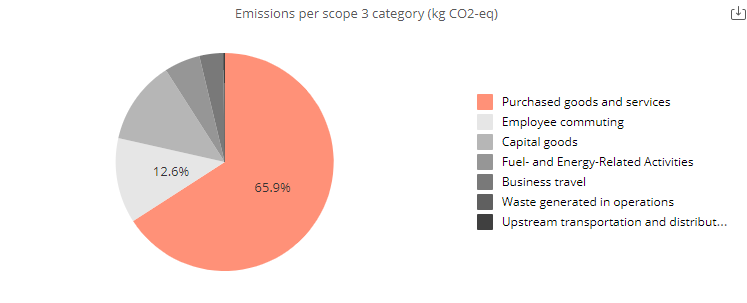 Emissions per scope 3 category (kg CO2-eq)
12.6%
65.9%
Purchased goods and services
Employee commuting
Capital goods
Fuel- and Energy-Related Activities
Business travel
Waste generated in operations
Upstream transportation and distribut...